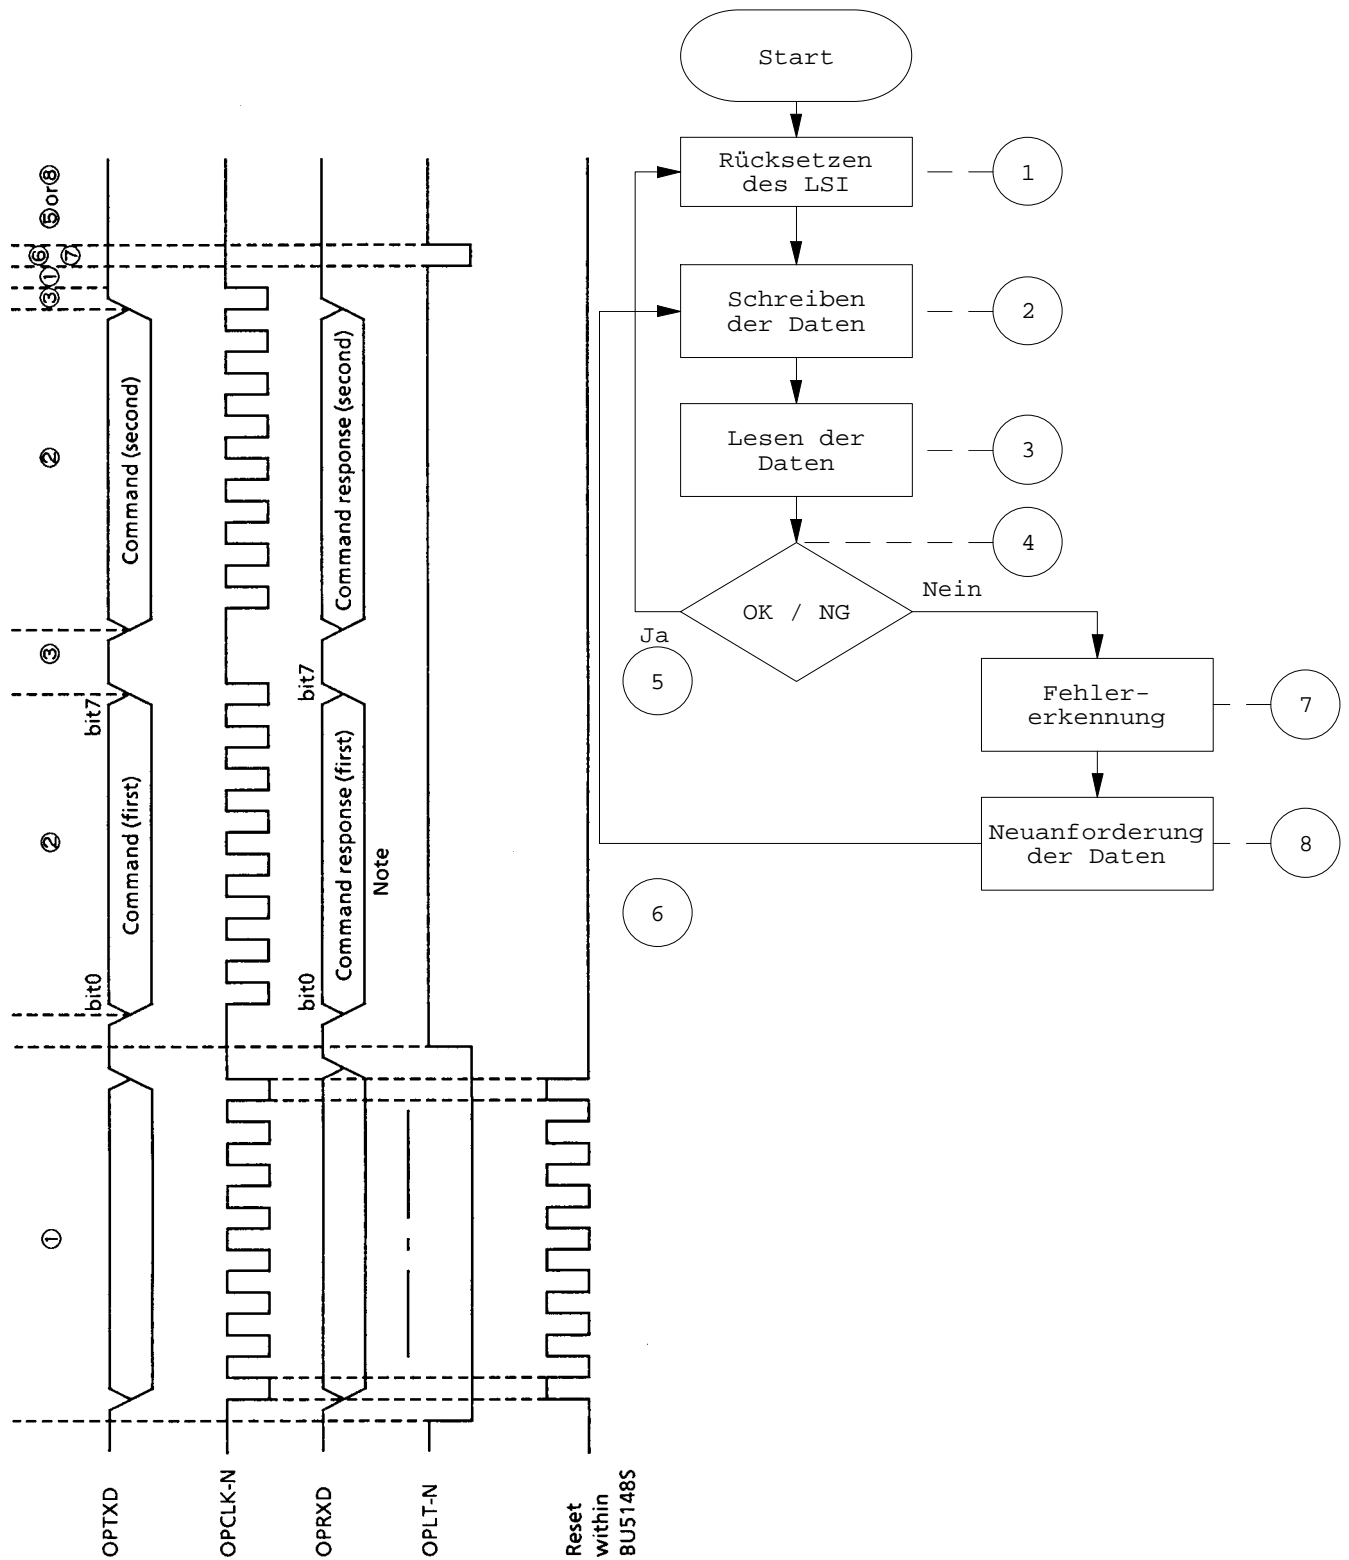 Start
Rücksetzen
des LSI
1
Schreiben
der Daten
2
Lesen der
Daten
3
4
OK / NG
Nein
Ja
5
Fehler-
erkennung
7
Neuanforderung
der Daten
8
6
OPTXD
OPCLK-N
OPRXD
OPLT-N
Reset
within
BU5148S
①
②
③
②
③
①
⑥
⑦
⑤or⑧
bit0
Command (first)
bit7
Command (second)
bit0
Command response (first)
bit7
Note
Command response (second)